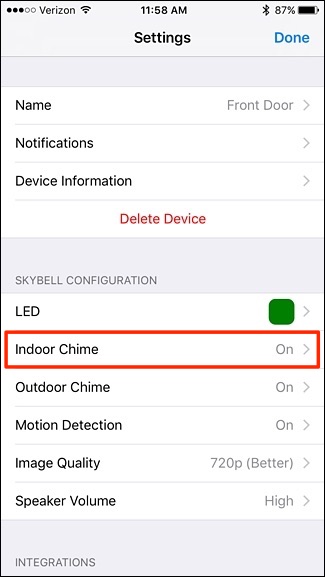 Verizon 11:58 AM 87%
Settings Done
Name Front Door
Notifications
Device Information
Delete Device
SKYBELL CONFIGURATION
LED
Indoor Chime On
Outdoor Chime On
Motion Detection On
Image Quality 720p (Better)
Speaker Volume High
INTEGRATIONS